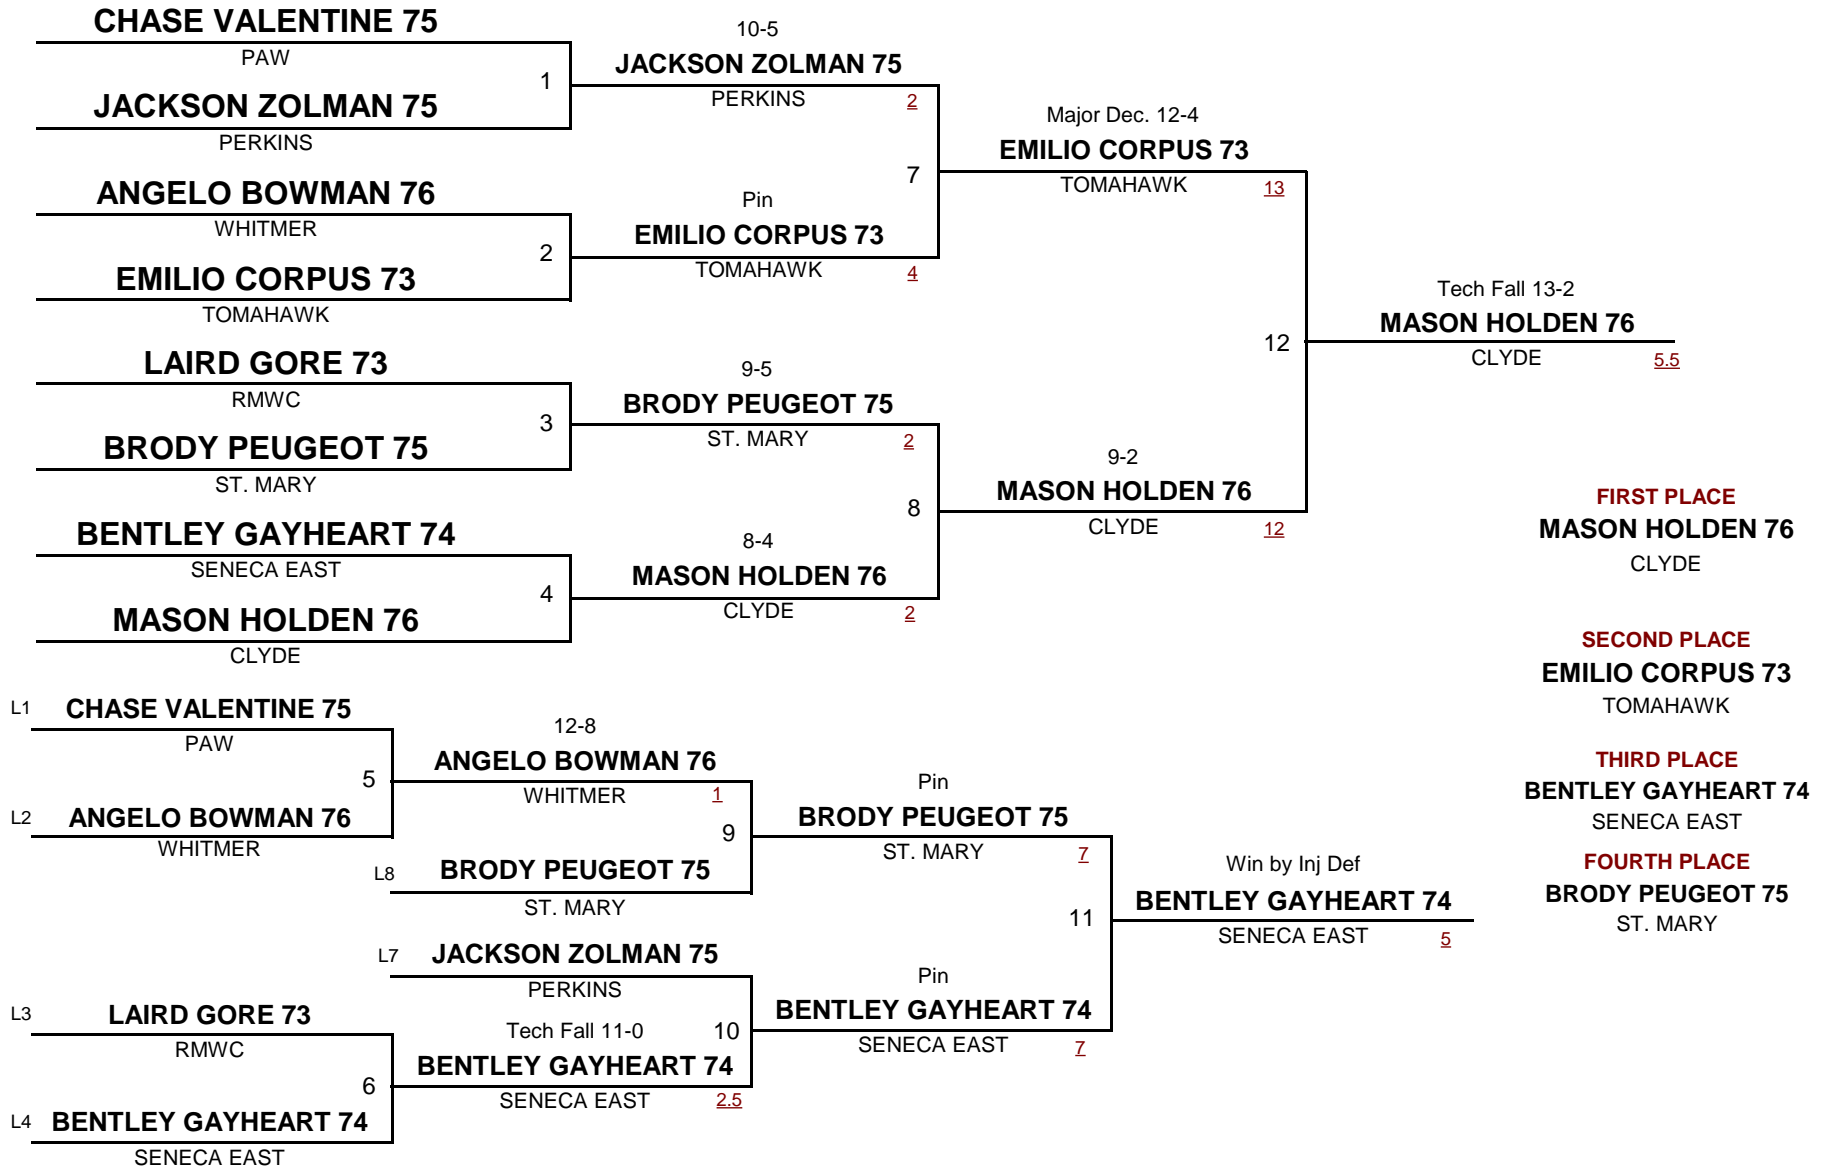 CHASE VALENTINE 75
PAW
1
JACKSON ZOLMAN 75
PERKINS
10-5
JACKSON ZOLMAN 75
PERKINS
2
ANGELO BOWMAN 76
WHITMER
2
EMILIO CORPUS 73
TOMAHAWK
Pin
EMILIO CORPUS 73
TOMAHAWK
4
7
Major Dec. 12-4
EMILIO CORPUS 73
TOMAHAWK
13
LAIRD GORE 73
RMWC
3
BRODY PEUGEOT 75
ST. MARY
9-5
BRODY PEUGEOT 75
ST. MARY
2
BENTLEY GAYHEART 74
SENECA EAST
4
MASON HOLDEN 76
CLYDE
8-4
MASON HOLDEN 76
CLYDE
2
8
9-2
MASON HOLDEN 76
CLYDE
12
12
Tech Fall 13-2
MASON HOLDEN 76
CLYDE
5.5
FIRST PLACE
MASON HOLDEN 76
CLYDE
SECOND PLACE
EMILIO CORPUS 73
TOMAHAWK
THIRD PLACE
BENTLEY GAYHEART 74
SENECA EAST
FOURTH PLACE
BRODY PEUGEOT 75
ST. MARY
L1 CHASE VALENTINE 75
PAW
5
L2 ANGELO BOWMAN 76
WHITMER
12-8
ANGELO BOWMAN 76
WHITMER
1
9
L8 BRODY PEUGEOT 75
ST. MARY
Pin
BRODY PEUGEOT 75
ST. MARY
7
L7 JACKSON ZOLMAN 75
PERKINS
L3 LAIRD GORE 73
RMWC
6
L4 BENTLEY GAYHEART 74
SENECA EAST
Tech Fall 11-0
BENTLEY GAYHEART 74
SENECA EAST
2.5
10
Pin
BENTLEY GAYHEART 74
SENECA EAST
7
11
Win by Inj Def
BENTLEY GAYHEART 74
SENECA EAST
5